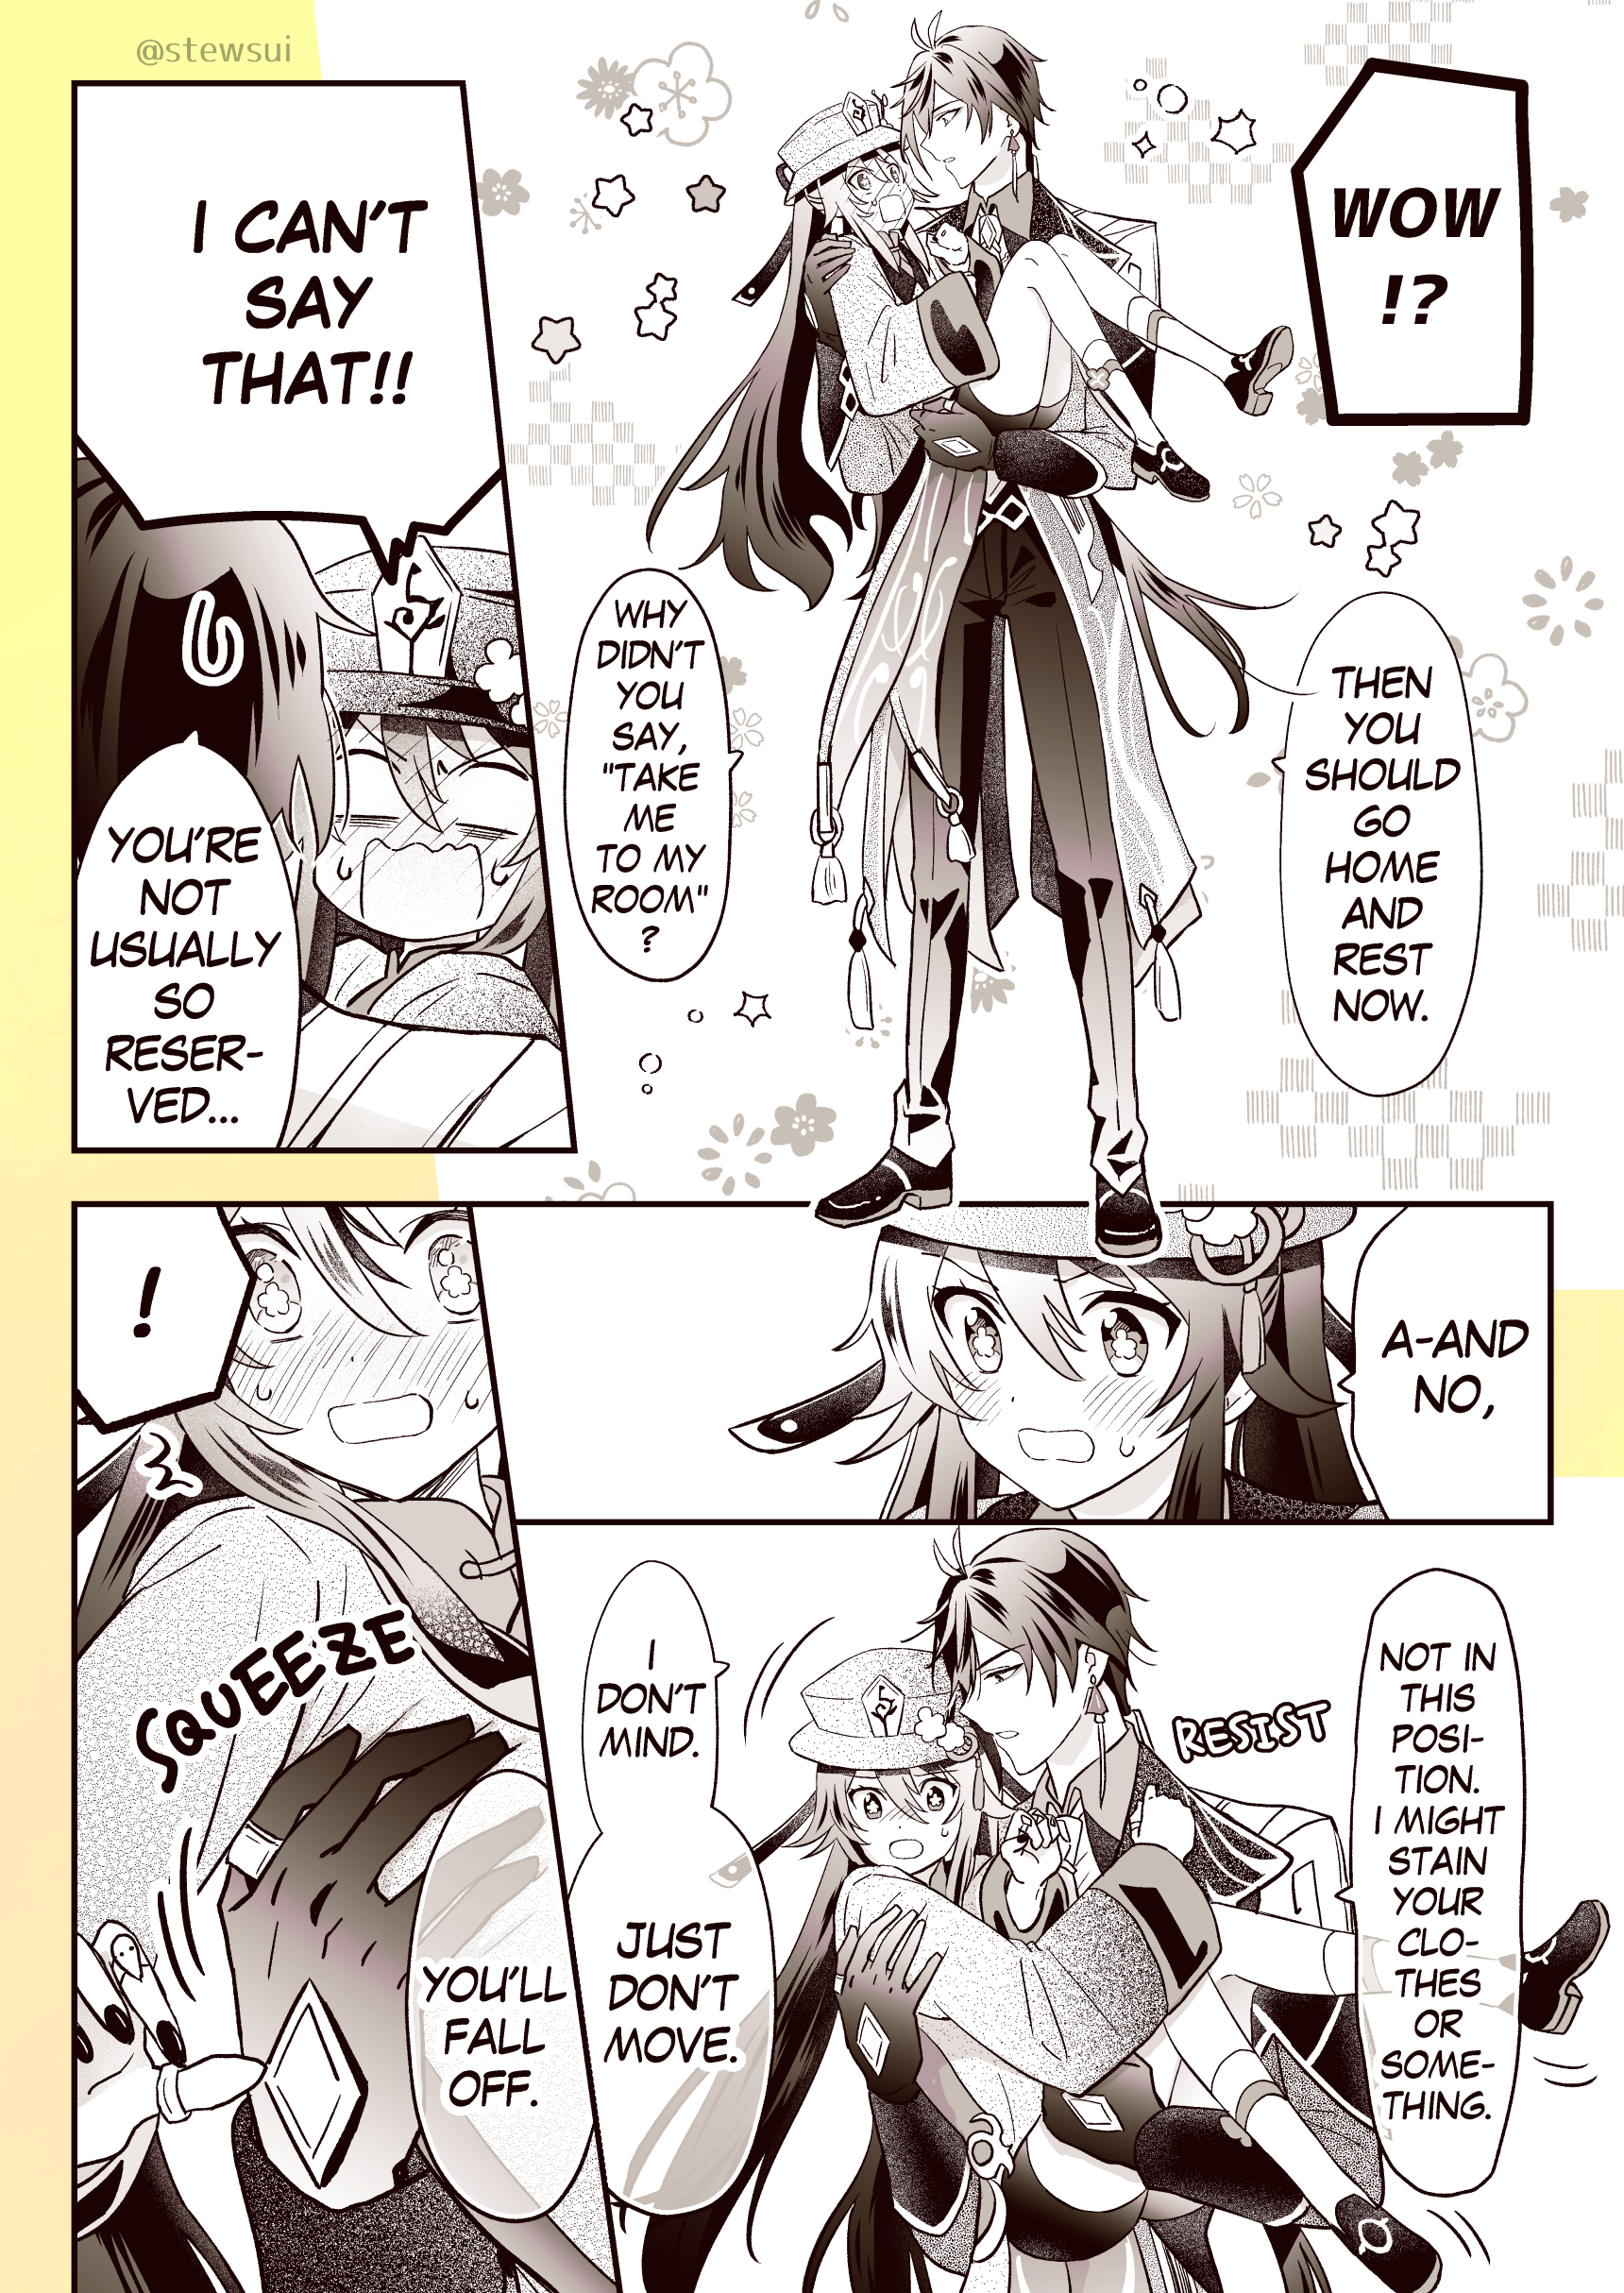 @stewsui
WOW
!?
THEN
YOU
SHOULD
GO
HOME
AND
REST
NOW.
WHY
DIDN'T
YOU
SAY,
"TAKE
ME
TO MY
ROOM"
?
I CAN'T
SAY
THAT!!
YOU'RE
NOT
USUALLY
SO
RESER-
VED...
A-AND
NO,
!
NOT IN
THIS
POSI-
TION.
I MIGHT
STAIN
YOUR
CLO-
THES
OR
SOME-
THING.
RESIST
I
DON'T
MIND.
JUST
DON'T
MOVE.
YOU'LL
FALL
OFF.
SQUEEZE